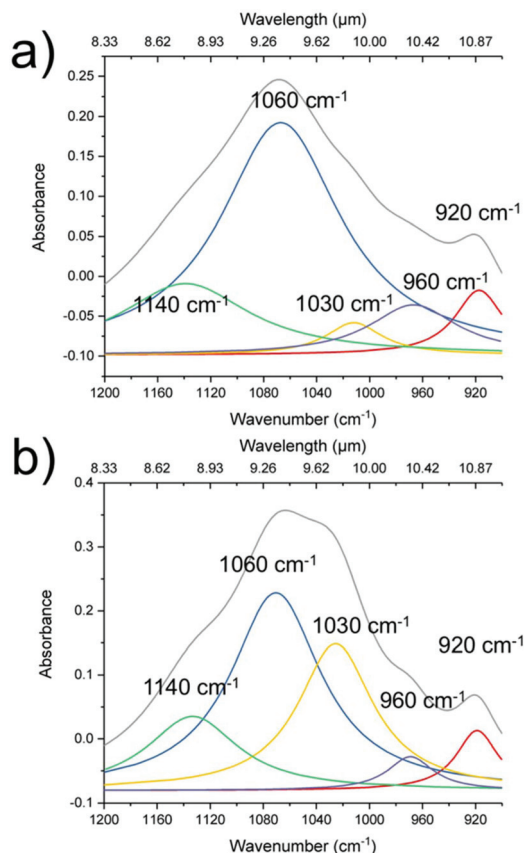 Wavelength (µm)
8.33 8.62 8.93 9.26 9.62 10.00 10.42 10.87
a)
0.25
0.20
0.15
0.10
0.05
0.00
-0.05
-0.10
Absorbance
1060 cm-1
920 cm-1
960 cm-1
1140 cm-1
1030 cm-1
1200 1160 1120 1080 1040 1000 960 920
Wavenumber (cm-1)
Wavelength (µm)
8.33 8.62 8.93 9.26 9.62 10.00 10.42 10.87
b)
0.4
0.3
0.2
0.1
0.0
-0.1
Absorbance
1060 cm-1
1030 cm-1
920 cm-1
1140 cm-1
960 cm-1
1200 1160 1120 1080 1040 1000 960 920
Wavenumber (cm-1)